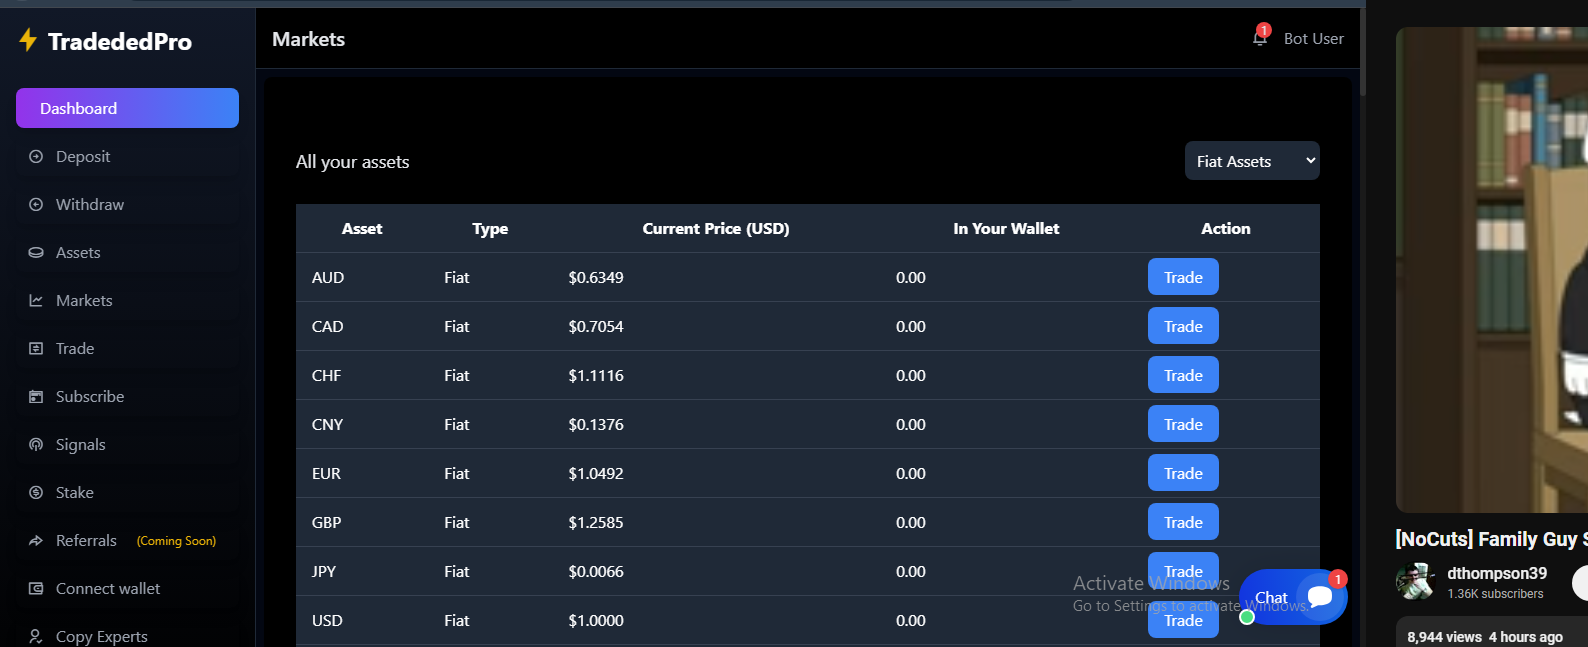 TradededPro
Markets
1
Bot User
Dashboard
Deposit
Withdraw
Assets
Markets
Trade
Subscribe
Signals
Stake
Referrals (Coming Soon)
Connect wallet
Copy Experts
All your assets
Fiat Assets
Asset Type Current Price (USD) In Your Wallet Action
AUD Fiat $0.6349 0.00 Trade
CAD Fiat $0.7054 0.00 Trade
CHF Fiat $1.1116 0.00 Trade
CNY Fiat $0.1376 0.00 Trade
EUR Fiat $1.0492 0.00 Trade
GBP Fiat $1.2585 0.00 Trade
JPY Fiat $0.0066 0.00 Trade
USD Fiat $1.0000 0.00 Trade
Activate Windows
Go to Settings to activate Windows.
Chat
1
[NoCuts] Family Guy S
dthompson39
1.36K subscribers
8,944 views 4 hours ago